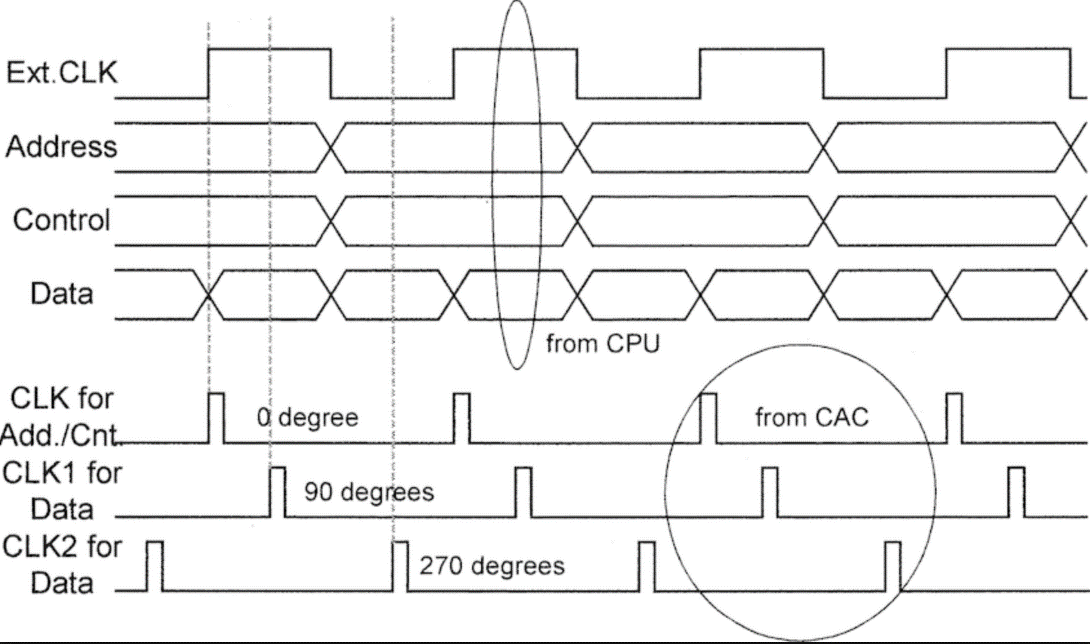 Ext.CLK
Address
Control
Data
from CPU
CLK for
Add./Cnt.
0 degree
from CAC
CLK1 for
Data
90 degrees
CLK2 for
Data
270 degrees